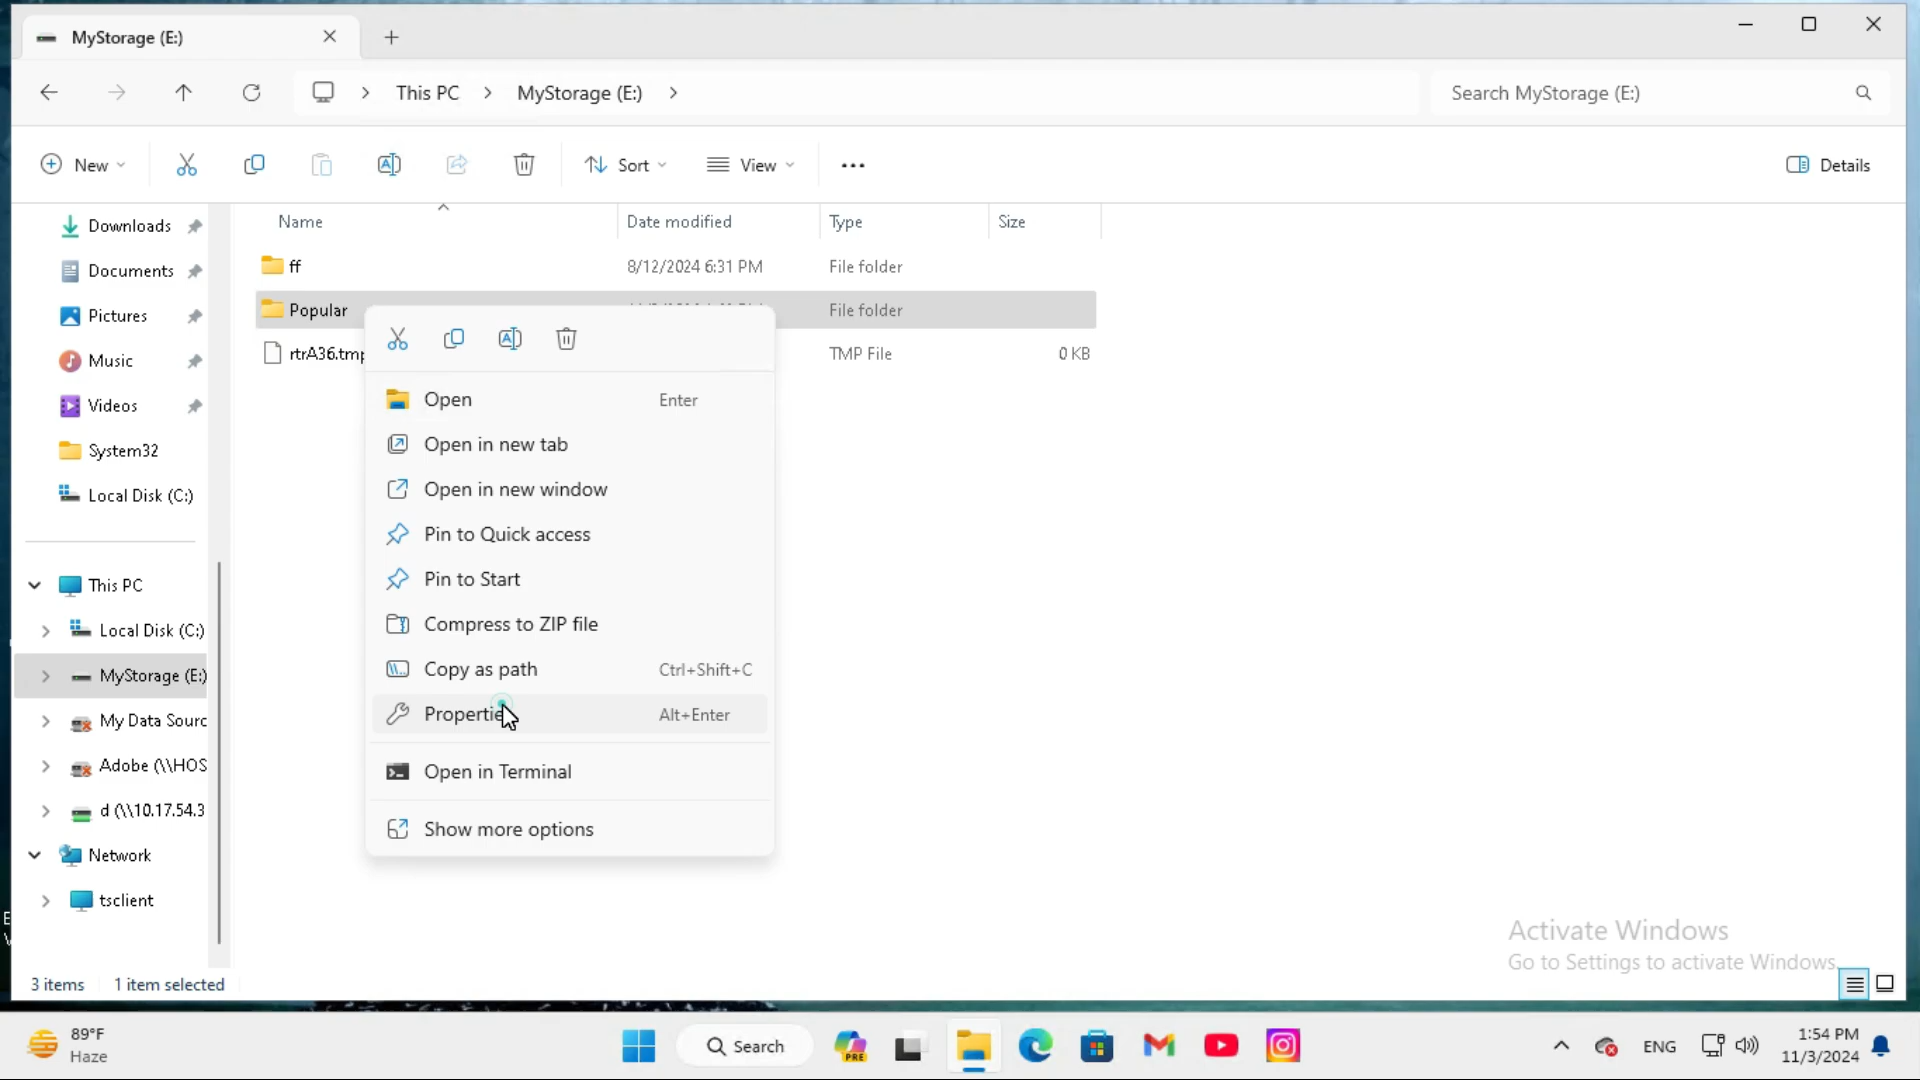 MyStorage (E:)
This PC > MyStorage (E:) >
Search MyStorage (E:)
New
Sort
View
Details
Name Date modified Type Size
Downloads
Documents
Pictures
Music
Videos
System32
Local Disk (C:)
This PC
Local Disk (C:)
MyStorage (E:)
My Data Sourc
Adobe (\\HOS
d (\\10.17.54.3
Network
tsclient
ff 8/12/2024 6:31 PM File folder
Popular File folder
rtrA36.tmp TMP File 0 KB
Open Enter
Open in new tab
Open in new window
Pin to Quick access
Pin to Start
Compress to ZIP file
Copy as path Ctrl+Shift+C
Properties Alt+Enter
Open in Terminal
Show more options
Activate Windows
Go to Settings to activate Windows.
3 items 1 item selected
89°F
Haze
Search
PRE
ENG
1:54 PM
11/3/2024